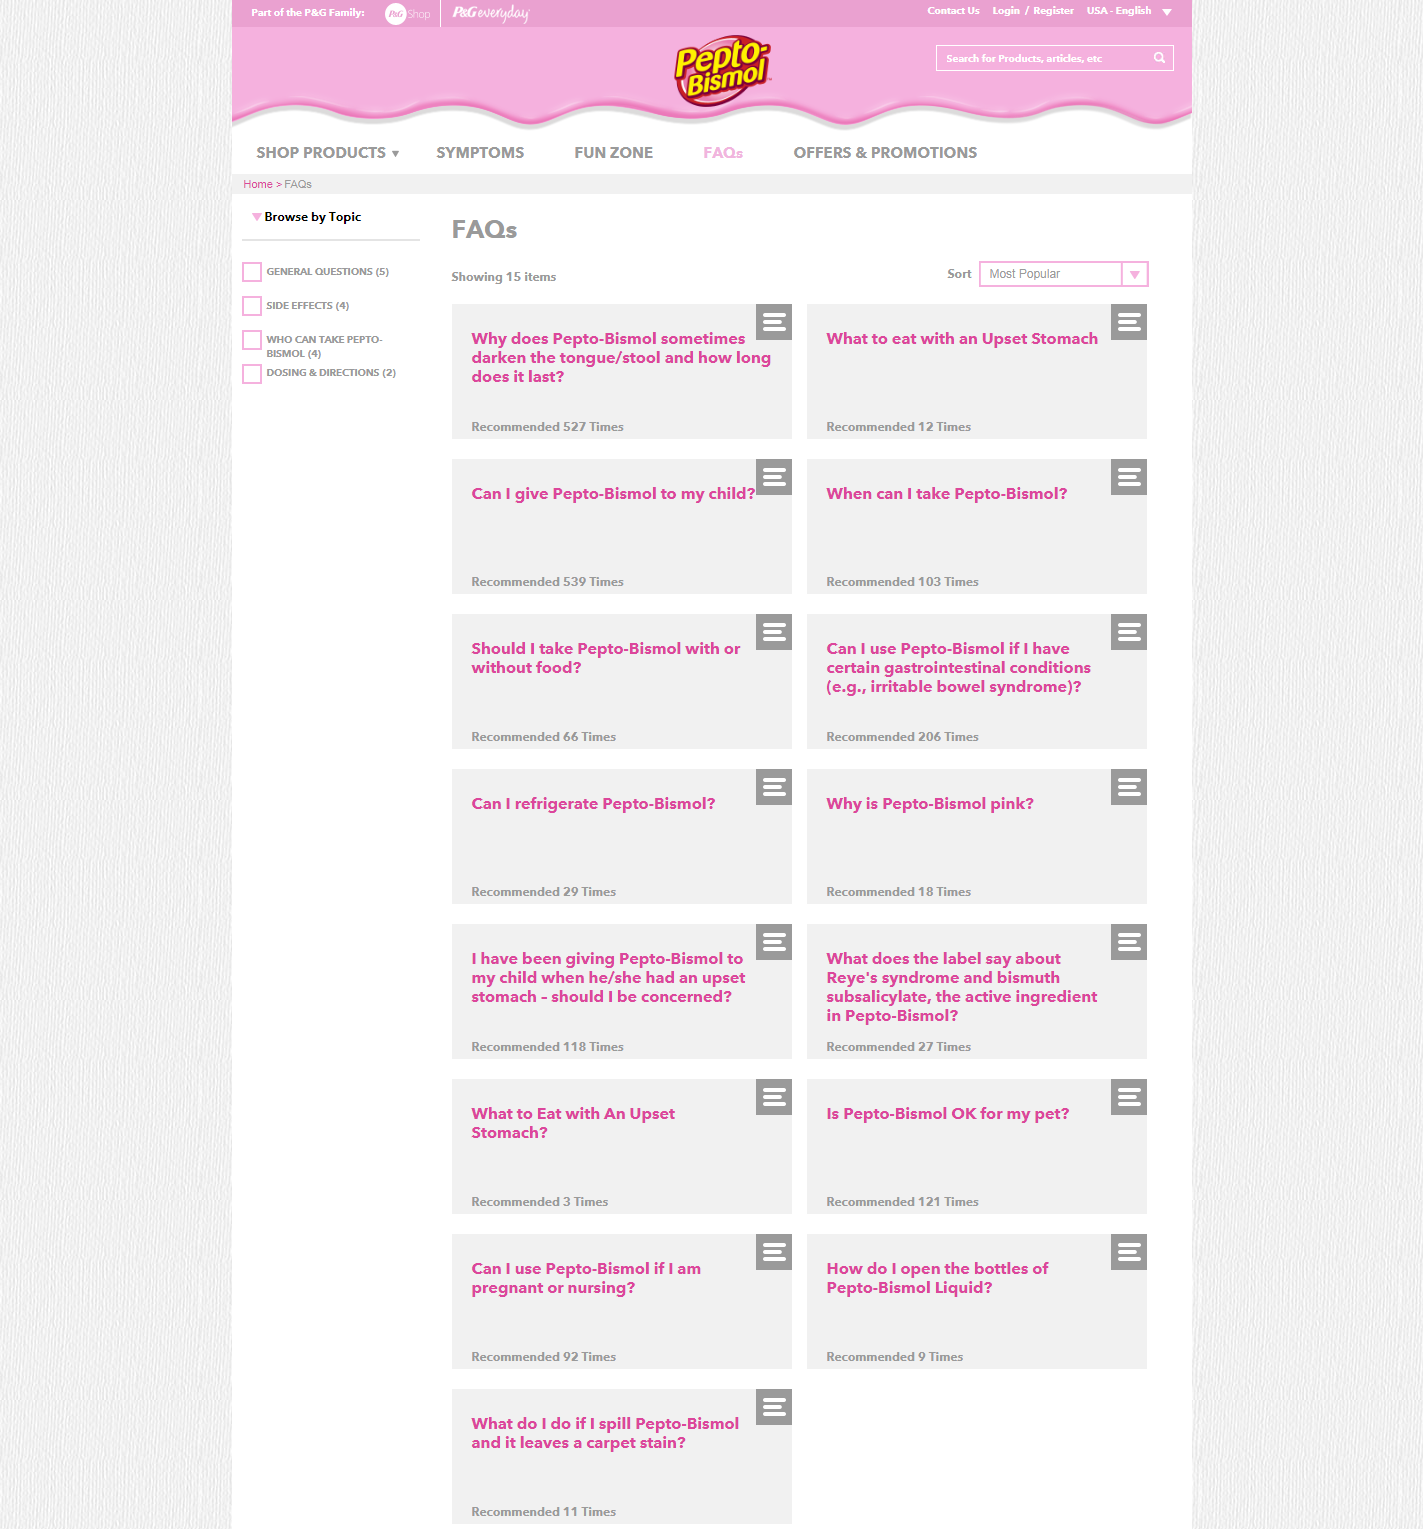 Part of the P&G Family:
P&G Shop
P&G everyday
Contact Us
Login / Register
USA - English
Pepto-
Bismol
Search for Products, articles, etc
SHOP PRODUCTS
SYMPTOMS
FUN ZONE
FAQs
OFFERS & PROMOTIONS
Home > FAQs
Browse by Topic
GENERAL QUESTIONS (5)
SIDE EFFECTS (4)
WHO CAN TAKE PEPTO-
BISMOL (4)
DOSING & DIRECTIONS (2)
FAQs
Showing 15 items
Sort
Most Popular
Why does Pepto-Bismol sometimes
darken the tongue/stool and how long
does it last?
Recommended 527 Times
What to eat with an Upset Stomach
Recommended 12 Times
Can I give Pepto-Bismol to my child?
Recommended 539 Times
When can I take Pepto-Bismol?
Recommended 103 Times
Should I take Pepto-Bismol with or
without food?
Recommended 66 Times
Can I use Pepto-Bismol if I have
certain gastrointestinal conditions
(e.g., irritable bowel syndrome)?
Recommended 206 Times
Can I refrigerate Pepto-Bismol?
Recommended 29 Times
Why is Pepto-Bismol pink?
Recommended 18 Times
I have been giving Pepto-Bismol to
my child when he/she had an upset
stomach – should I be concerned?
Recommended 118 Times
What does the label say about
Reye's syndrome and bismuth
subsalicylate, the active ingredient
in Pepto-Bismol?
Recommended 27 Times
What to Eat with An Upset
Stomach?
Recommended 3 Times
Is Pepto-Bismol OK for my pet?
Recommended 121 Times
Can I use Pepto-Bismol if I am
pregnant or nursing?
Recommended 92 Times
How do I open the bottles of
Pepto-Bismol Liquid?
Recommended 9 Times
What do I do if I spill Pepto-Bismol
and it leaves a carpet stain?
Recommended 11 Times